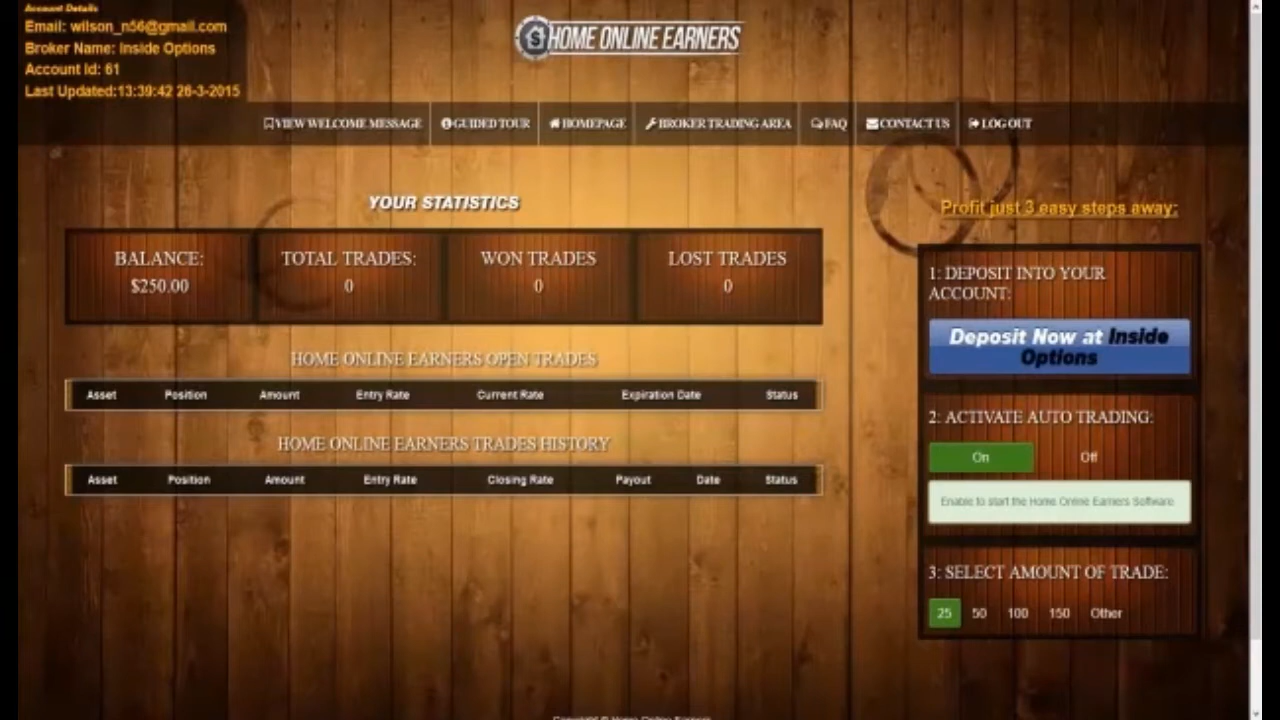 Account Details
Email: wilson_n56@gmail.com
Broker Name: Inside Options
Account Id: 61
Last Updated:13:39:42 26-3-2015
HOME ONLINE EARNERS
VIEW WELCOME MESSAGE GUIDED TOUR HOMEPAGE BROKER TRADING AREA FAQ CONTACT US LOG OUT
YOUR STATISTICS
BALANCE: TOTAL TRADES: WON TRADES LOST TRADES
$250.00 0 0 0
HOME ONLINE EARNERS OPEN TRADES
Asset Position Amount Entry Rate Current Rate Expiration Date Status
HOME ONLINE EARNERS TRADES HISTORY
Asset Position Amount Entry Rate Closing Rate Payout Date Status
Profit just 3 easy steps away:
1: DEPOSIT INTO YOUR
ACCOUNT:
Deposit Now at Inside
Options
2: ACTIVATE AUTO TRADING:
On Off
Enable to start the Home Online Earners Software
3: SELECT AMOUNT OF TRADE:
25 50 100 150 Other
Copyright © Home Online Earners